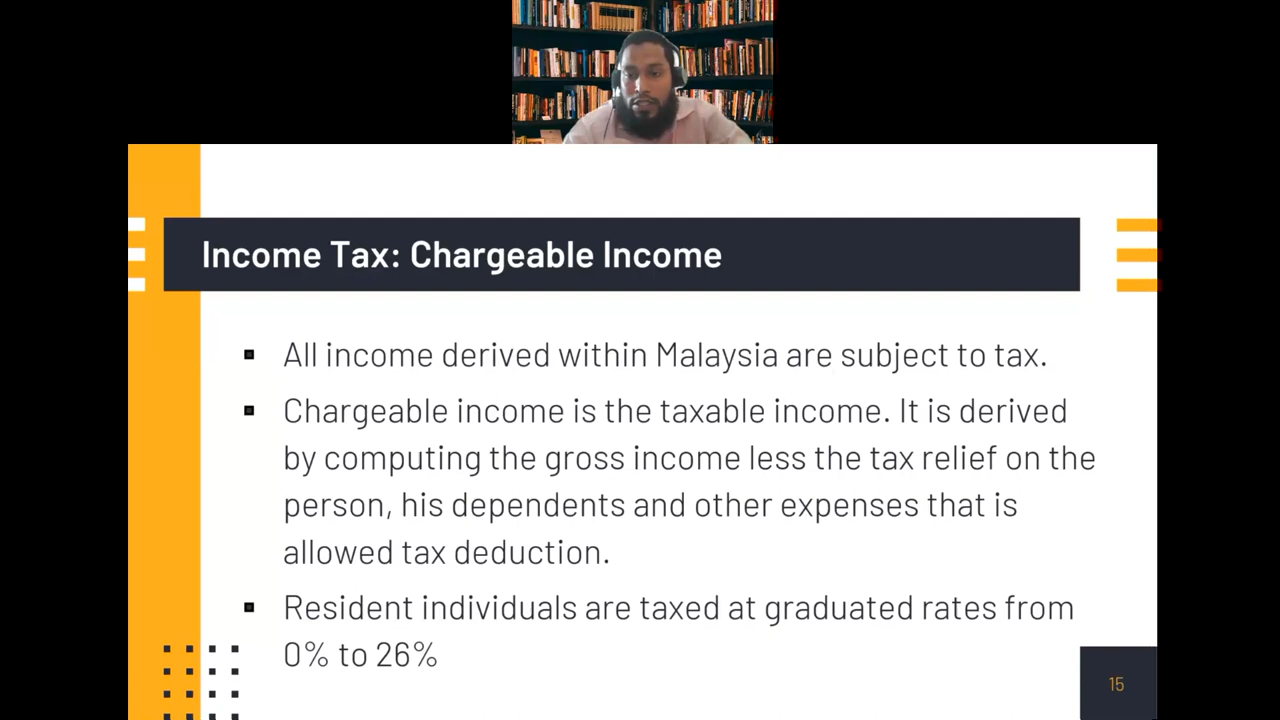 Income Tax: Chargeable Income
All income derived within Malaysia are subject to tax.
Chargeable income is the taxable income. It is derived
by computing the gross income less the tax relief on the
person, his dependents and other expenses that is
allowed tax deduction.
Resident individuals are taxed at graduated rates from
0% to 26%
15